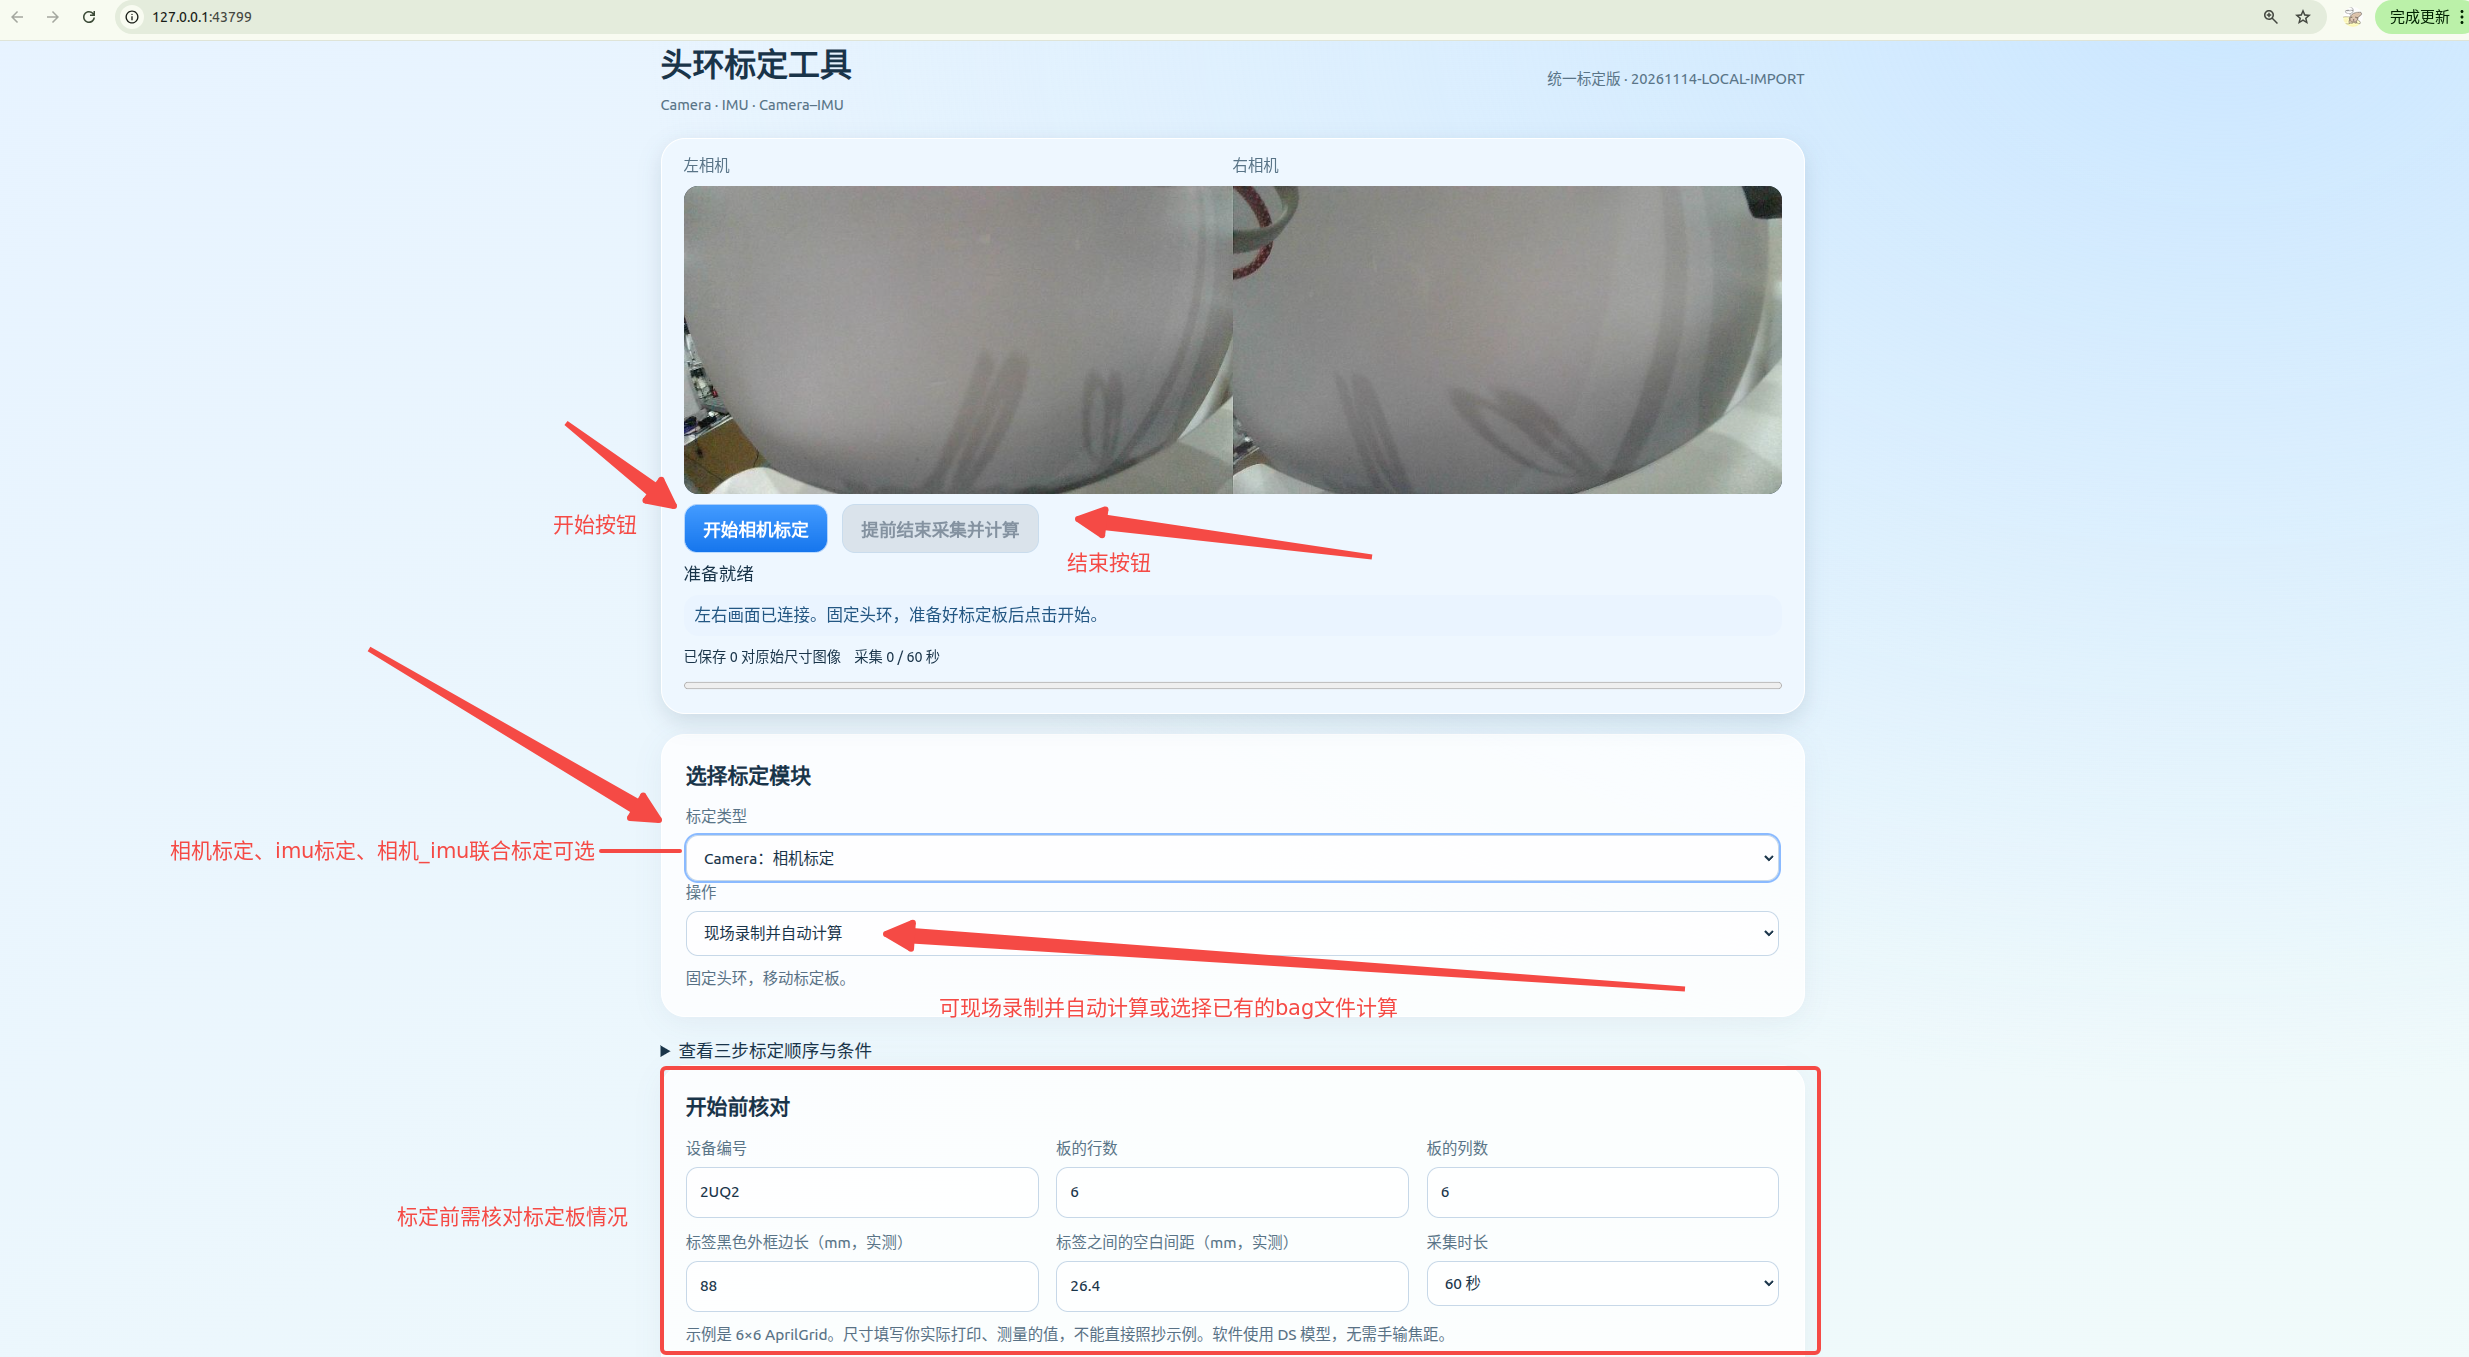 127.0.0.1:43799
完成更新
头环标定工具
Camera · IMU · Camera–IMU
统一标定版 · 20261114-LOCAL-IMPORT
左相机
右相机
开始按钮
开始相机标定
提前结束采集并计算
结束按钮
准备就绪
左右画面已连接。固定头环，准备好标定板后点击开始。
已保存 0 对原始尺寸图像 采集 0 / 60 秒
选择标定模块
标定类型
相机标定、imu标定、相机_imu联合标定可选
Camera：相机标定
操作
现场录制并自动计算
固定头环，移动标定板。
可现场录制并自动计算或选择已有的bag文件计算
查看三步标定顺序与条件
开始前核对
设备编号
板的行数
板的列数
2UQ2
6
6
标定前需核对标定板情况
标签黑色外框边长（mm，实测）
标签之间的空白间距（mm，实测）
采集时长
88
26.4
60 秒
示例是 6×6 AprilGrid。尺寸填写你实际打印、测量的值，不能直接照抄示例。软件使用 DS 模型，无需手输焦距。